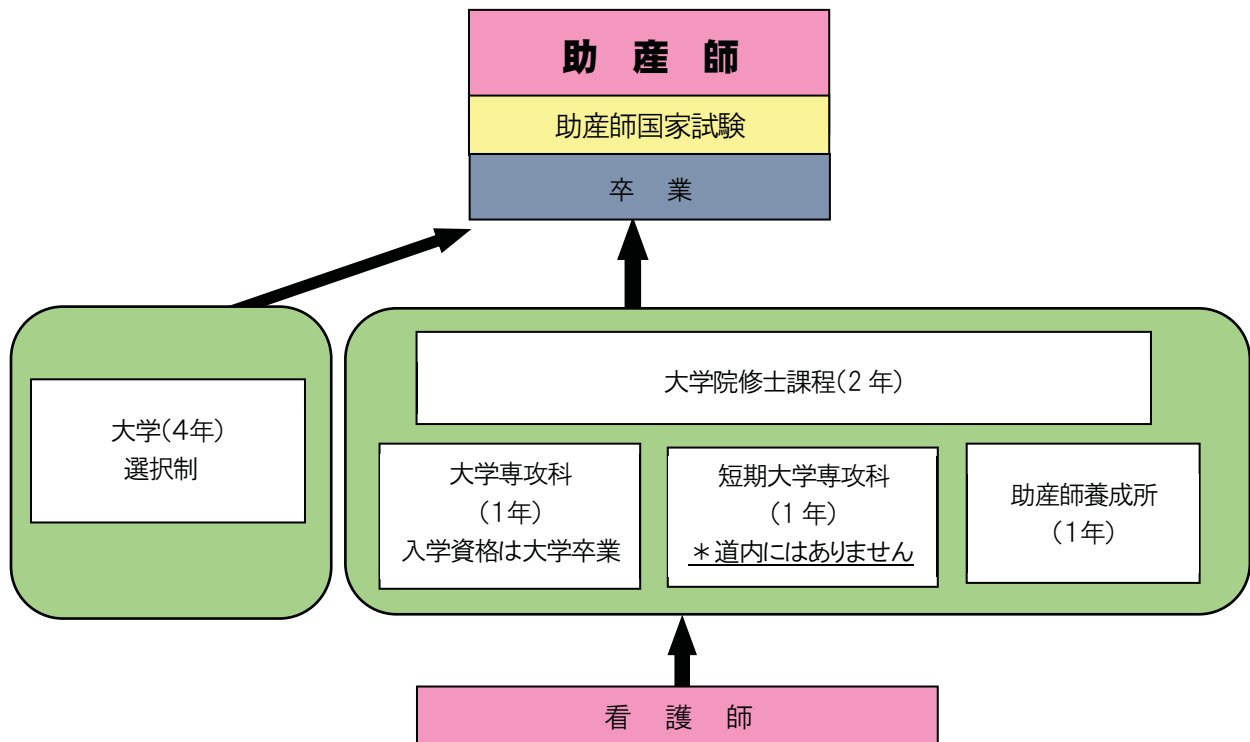 助 産 師
助産師国家試験
卒 業
大学(4年)
選択制
大学院修士課程(2 年)
大学専攻科
(1年)
入学資格は大学卒業
短期大学専攻科
(1 年)
＊道内にはありません
助産師養成所
(1年)
看 護 師